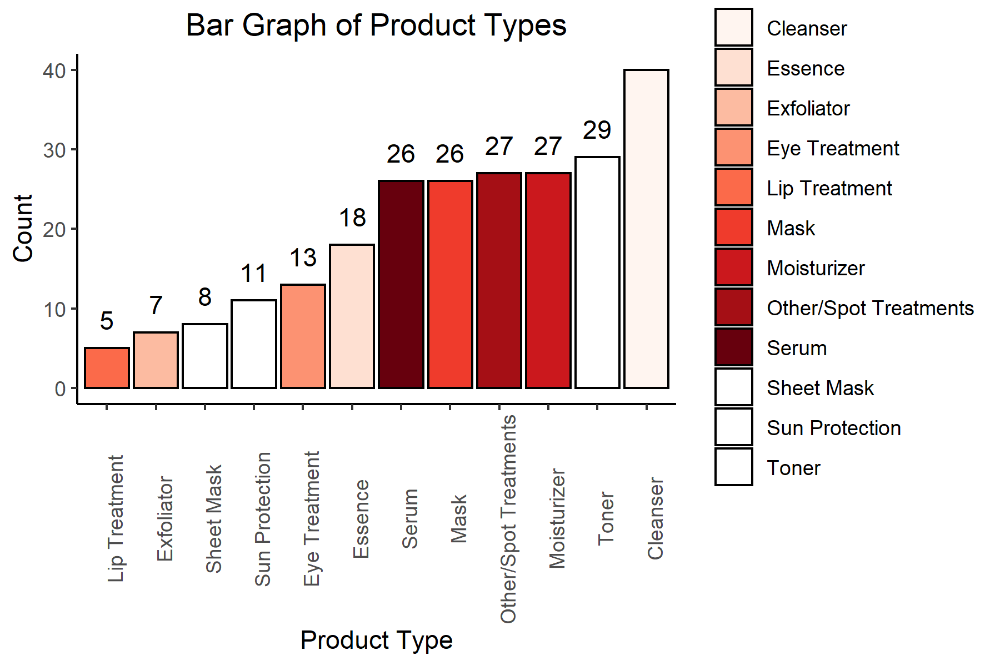 Bar Graph of Product Types
Count
40
30
20
10
0
5
7
8
11
13
18
26
26
27
27
29
Lip Treatment
Exfoliator
Sheet Mask
Sun Protection
Eye Treatment
Essence
Serum
Mask
Other/Spot Treatments
Moisturizer
Toner
Cleanser
Product Type
Cleanser
Essence
Exfoliator
Eye Treatment
Lip Treatment
Mask
Moisturizer
Other/Spot Treatments
Serum
Sheet Mask
Sun Protection
Toner